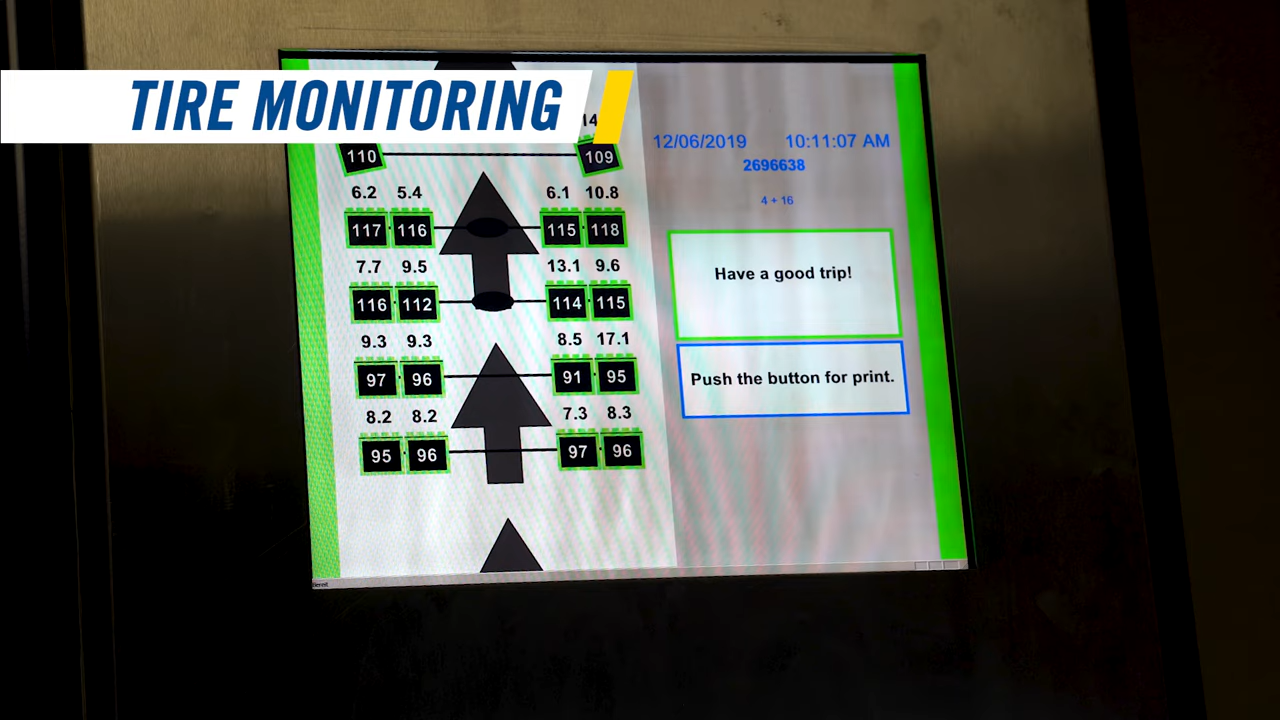 TIRE MONITORING
14
110 109
6.2 5.4 6.1 10.8
117 116 115 118
7.7 9.5 13.1 9.6
116 112 114 115
9.3 9.3 8.5 17.1
97 96 91 95
8.2 8.2 7.3 8.3
95 96 97 96
12/06/2019 10:11:07 AM
2696638
4 + 16
Have a good trip!
Push the button for print.
Bereit